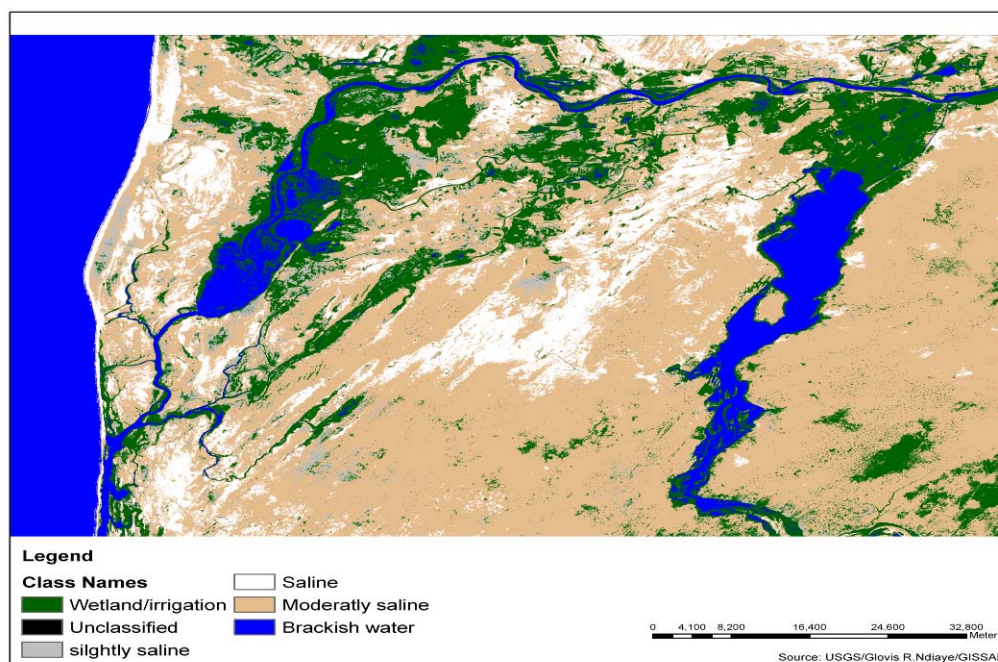 Legend
Class Names
Wetland/irrigation
Unclassified
silghtly saline
Saline
Moderatly saline
Brackish water
0 4,100 8,200 16,400 24,600 32,800
Meter
Source: USGS/Glovis R.Ndiaye/GISSA